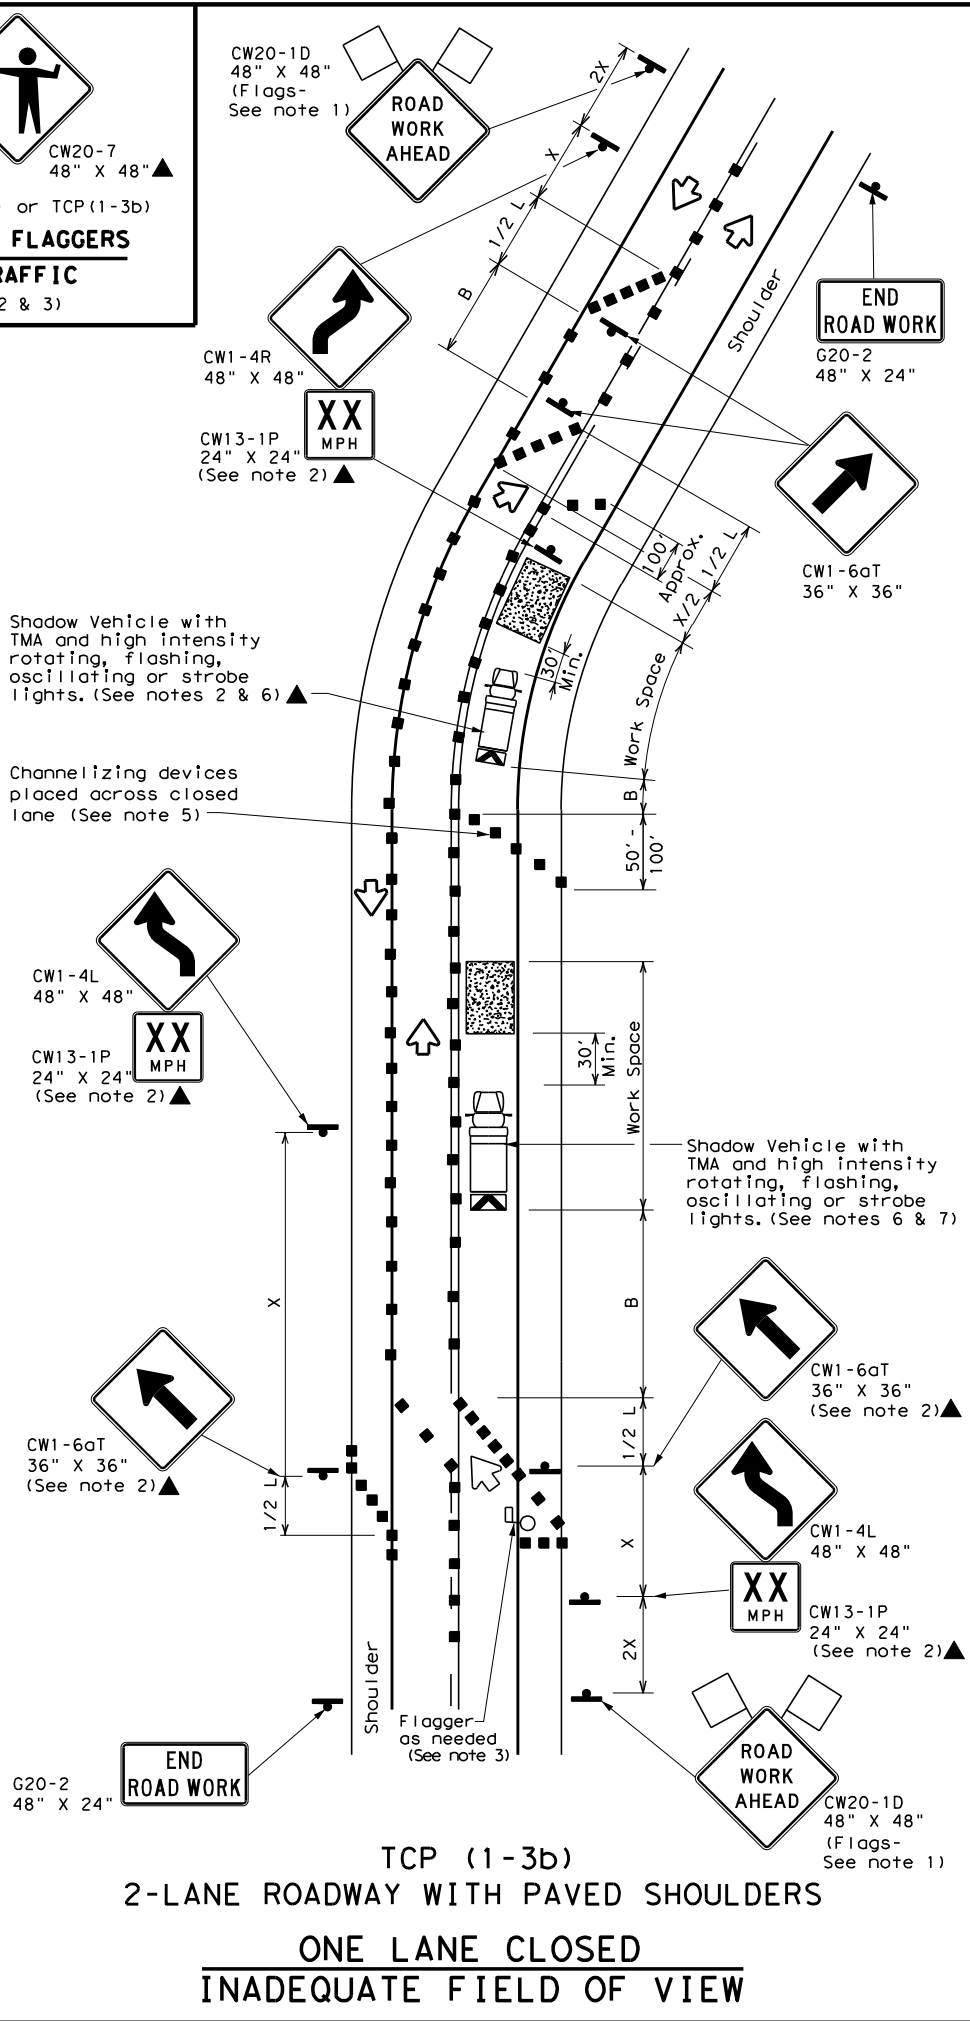 CW20-7
48" X 48"▲
or TCP(1-3b)
FLAGGERS
RAFFIC
2 & 3)
CW20-1D
48" X 48"
(Flags-
See note 1)
ROAD
WORK
AHEAD
2X
X
1/2 L
B
CW1-4R
48" X 48"
XX
MPH
CW13-1P
24" X 24"
(See note 2)▲
Shoulder
END
ROAD WORK
G20-2
48" X 24"
CW1-6aT
36" X 36"
100'
Approx.
1/2 L
X/2
30'
Min.
Work Space
B
50' -
100'
Shadow Vehicle with
TMA and high intensity
rotating, flashing,
oscillating or strobe
lights. (See notes 2 & 6)▲
Channelizing devices
placed across closed
lane (See note 5)
CW1-4L
48" X 48"
XX
MPH
CW13-1P
24" X 24"
(See note 2)▲
30'
Min.
Work Space
Shadow Vehicle with
TMA and high intensity
rotating, flashing,
oscillating or strobe
lights. (See notes 6 & 7)
X
B
CW1-6aT
36" X 36"
(See note 2)▲
1/2 L
1/2 L
CW1-6aT
36" X 36"
(See note 2)▲
X
CW1-4L
48" X 48"
XX
MPH
CW13-1P
24" X 24"
(See note 2)▲
2X
Shoulder
Flagger
as needed
(See note 3)
END
ROAD WORK
G20-2
48" X 24"
ROAD
WORK
AHEAD
CW20-1D
48" X 48"
(Flags-
See note 1)
TCP (1-3b)
2-LANE ROADWAY WITH PAVED SHOULDERS
ONE LANE CLOSED
INADEQUATE FIELD OF VIEW